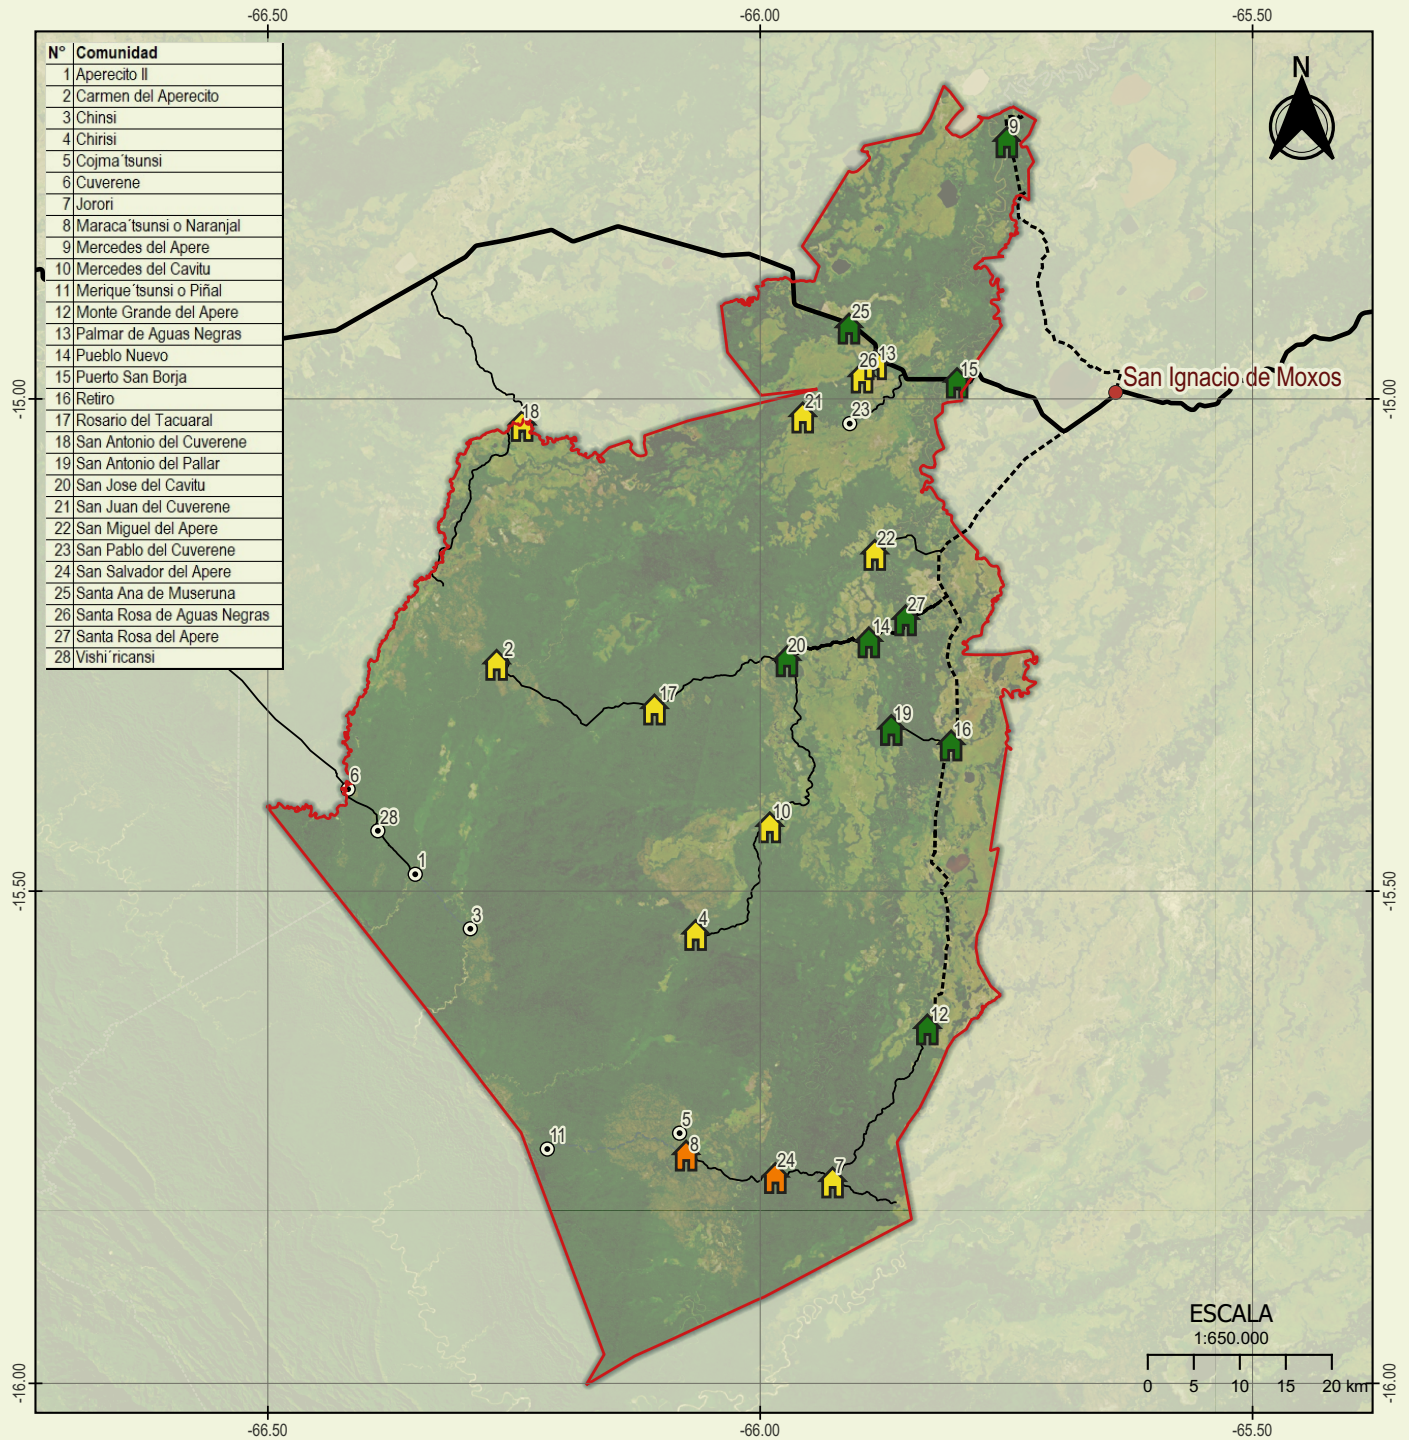 -66.50
-66.00
-65.50
N° Comunidad
1 Aperecito II
2 Carmen del Aperecito
3 Chinsi
4 Chirisi
5 Cojma´tsunsi
6 Cuverene
7 Jorori
8 Maraca´tsunsi o Naranjal
9 Mercedes del Apere
10 Mercedes del Cavitu
11 Merique´tsunsi o Piñal
12 Monte Grande del Apere
13 Palmar de Aguas Negras
14 Pueblo Nuevo
15 Puerto San Borja
16 Retiro
17 Rosario del Tacuaral
18 San Antonio del Cuverene
19 San Antonio del Pallar
20 San Jose del Cavitu
21 San Juan del Cuverene
22 San Miguel del Apere
23 San Pablo del Cuverene
24 San Salvador del Apere
25 Santa Ana de Museruna
26 Santa Rosa de Aguas Negras
27 Santa Rosa del Apere
28 Vishi´ricansi
N
9
25
13
26
15
San Ignacio de Moxos
-15.00
-15.00
18
21
23
22
27
14
20
2
17
19
16
6
28
10
1
-15.50
-15.50
3
4
12
5
11
8
24
7
ESCALA
1:650.000
0 5 10 15 20 km
-16.00
-16.00
-66.50
-66.00
-65.50